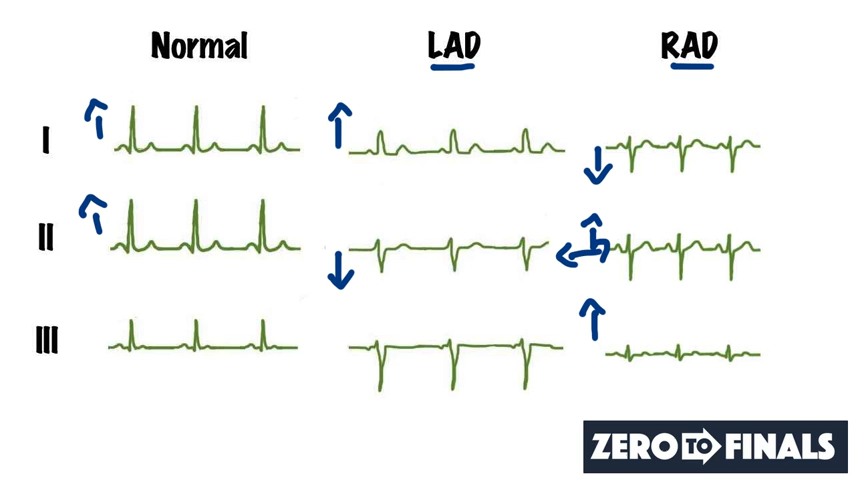 Normal LAD RAD
I
II
III
ZERO TO FINALS